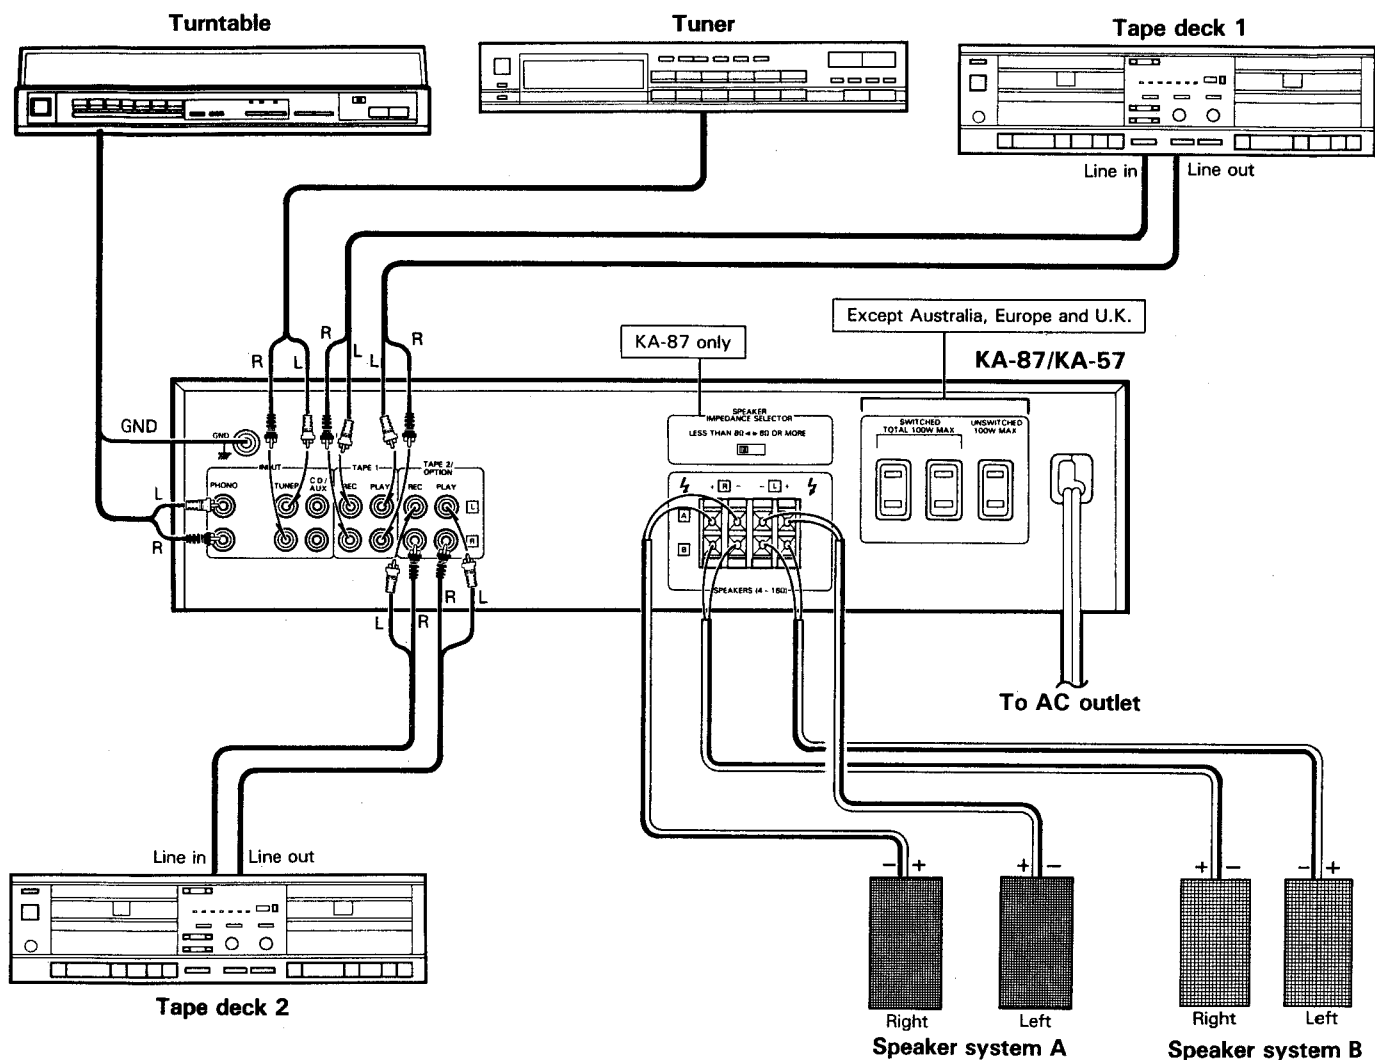 Turntable
Tuner
Tape deck 1
Line in
Line out
Except Australia, Europe and U.K.
KA-87 only
KA-87/KA-57
R
L
R
L
L
R
GND
GND
SPEAKER
IMPEDANCE SELECTOR
LESS THAN 8Ω ◄► 8Ω OR MORE
SWITCHED
TOTAL 100W MAX
UNSWITCHED
100W MAX
INPUT
TAPE 1
TAPE 2/
OPTION
PHONO
TUNER
CD/
AUX
REC
PLAY
REC
PLAY
L
R
L
R
+ R - - L +
A
B
SPEAKERS (4 - 16Ω)
L
R
R
L
To AC outlet
Line in
Line out
Tape deck 2
- +
+ -
+ -
- +
Right
Left
Right
Left
Speaker system A
Speaker system B